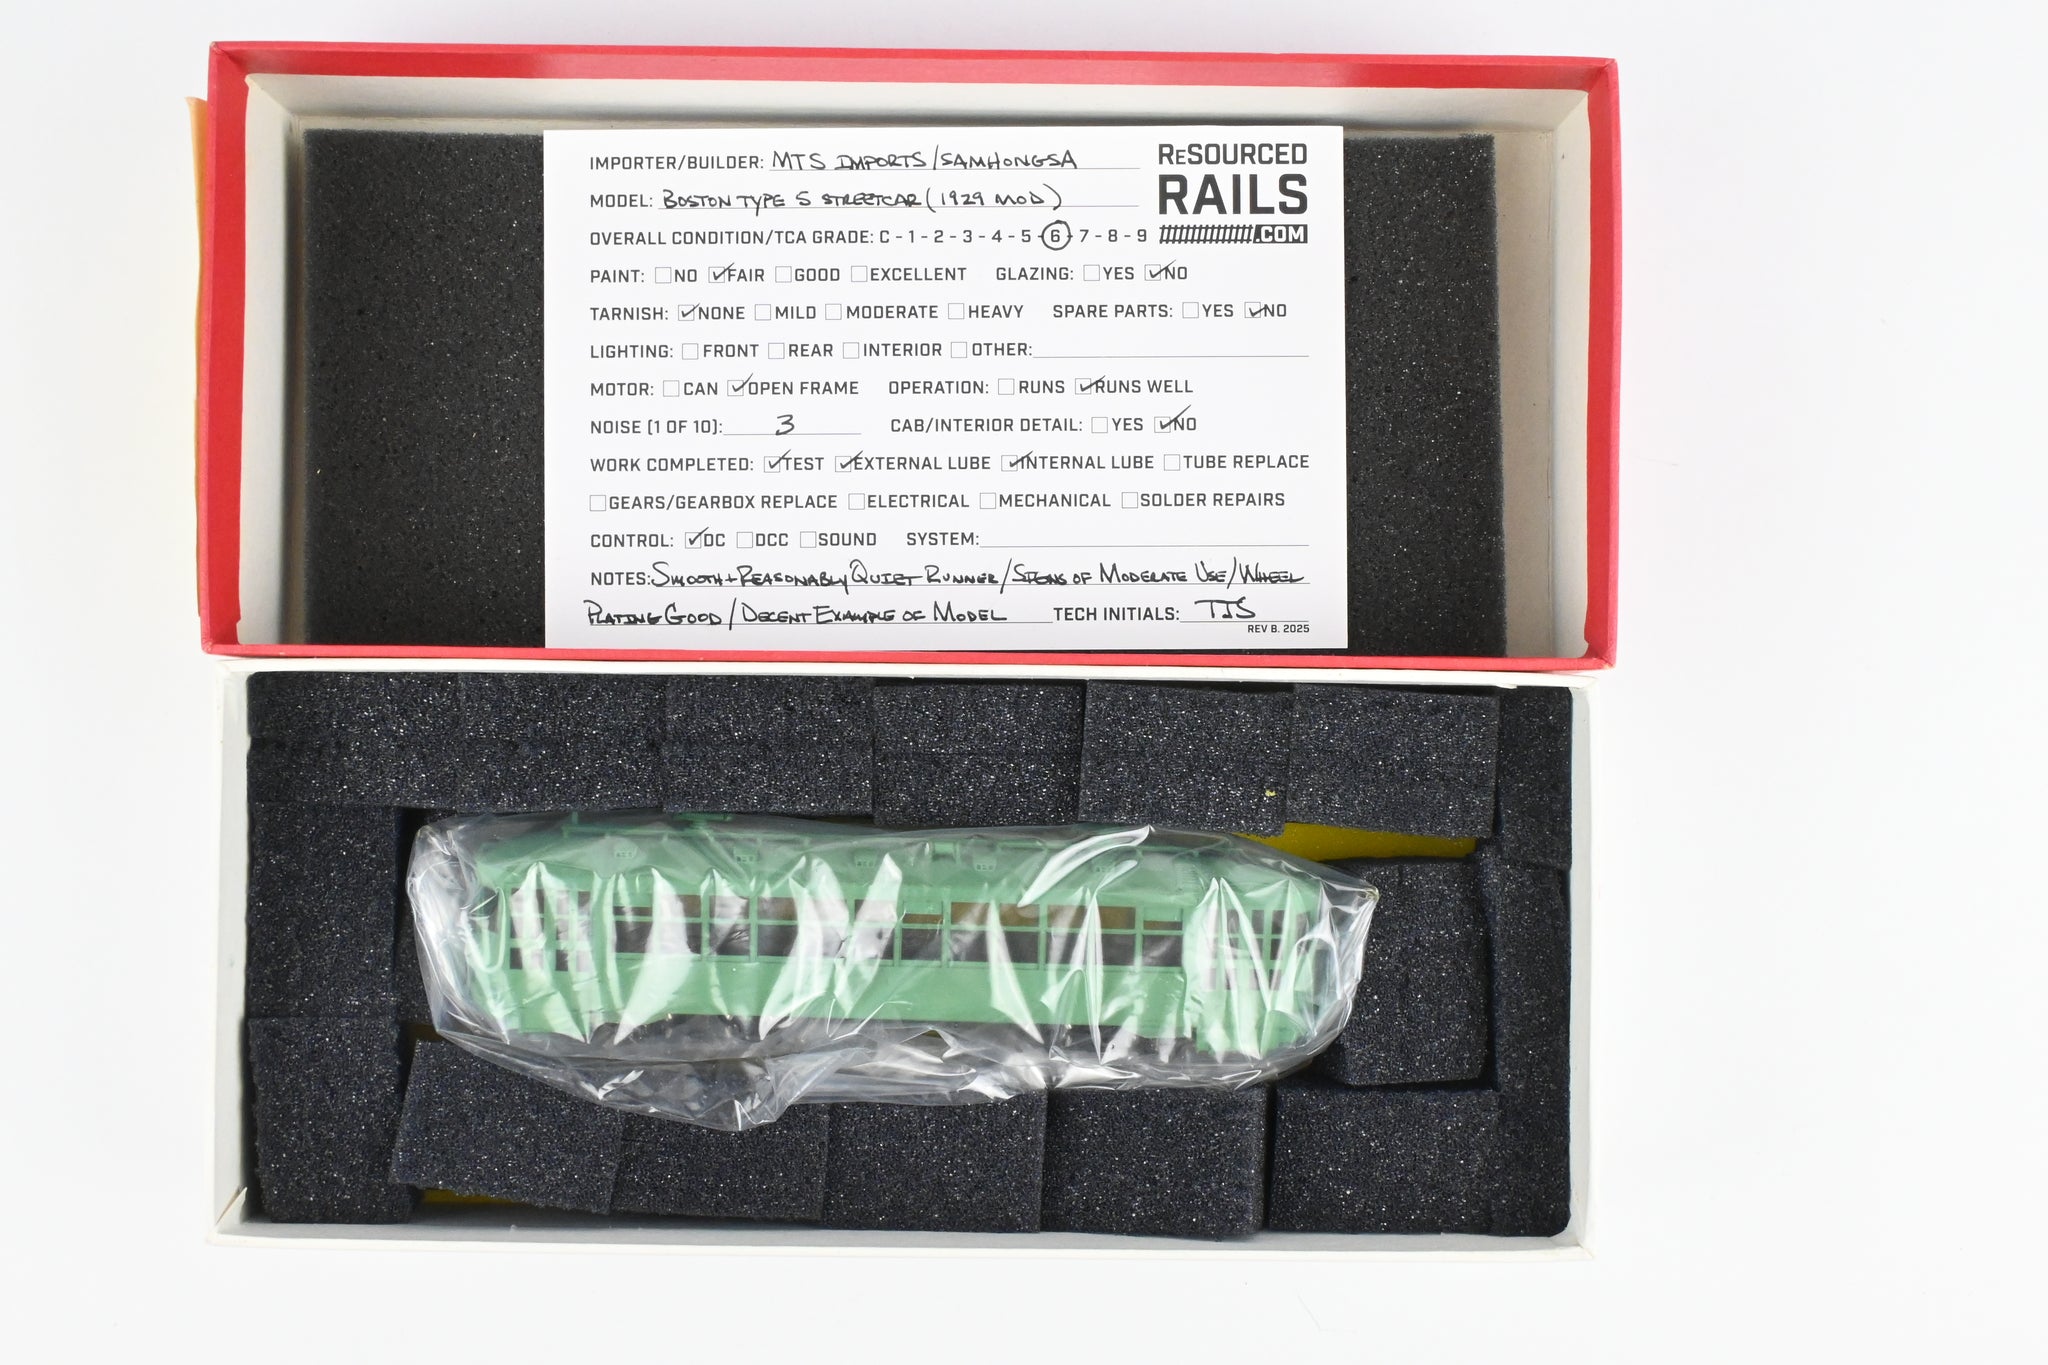 IMPORTER/BUILDER: MTS IMPORTS/SAMHONGSA
ReSOURCED
RAILS
.COM
MODEL: BOSTON TYPE 5 STREETCAR (1929 MOD)
OVERALL CONDITION/TCA GRADE: C - 1 - 2 - 3 - 4 - 5 - 6 - 7 - 8 - 9
PAINT: NO FAIR GOOD EXCELLENT GLAZING: YES NO
TARNISH: NONE MILD MODERATE HEAVY SPARE PARTS: YES NO
LIGHTING: FRONT REAR INTERIOR OTHER:
MOTOR: CAN OPEN FRAME OPERATION: RUNS RUNS WELL
NOISE (1 OF 10): 3 CAB/INTERIOR DETAIL: YES NO
WORK COMPLETED: TEST EXTERNAL LUBE INTERNAL LUBE TUBE REPLACE
GEARS/GEARBOX REPLACE ELECTRICAL MECHANICAL SOLDER REPAIRS
CONTROL: DC DCC SOUND SYSTEM:
NOTES: SMOOTH + REASONABLY QUIET RUNNER/SIGNS OF MODERATE USE/WHEEL
PLATING GOOD/DECENT EXAMPLE OF MODEL TECH INITIALS: TJS
REV B. 2025